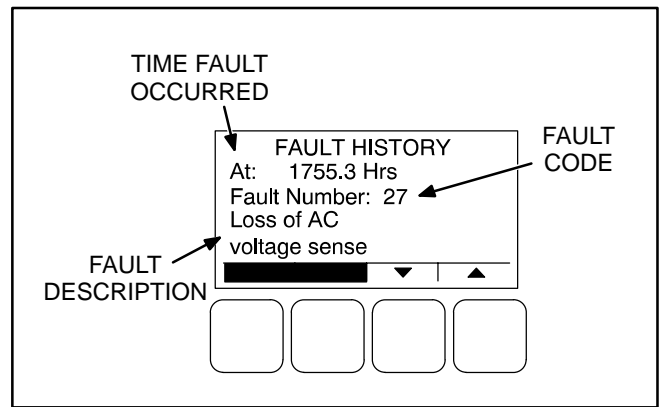 TIME FAULT
OCCURRED
FAULT HISTORY
At: 1755.3 Hrs
Fault Number: 27
Loss of AC
voltage sense
FAULT
CODE
FAULT
DESCRIPTION